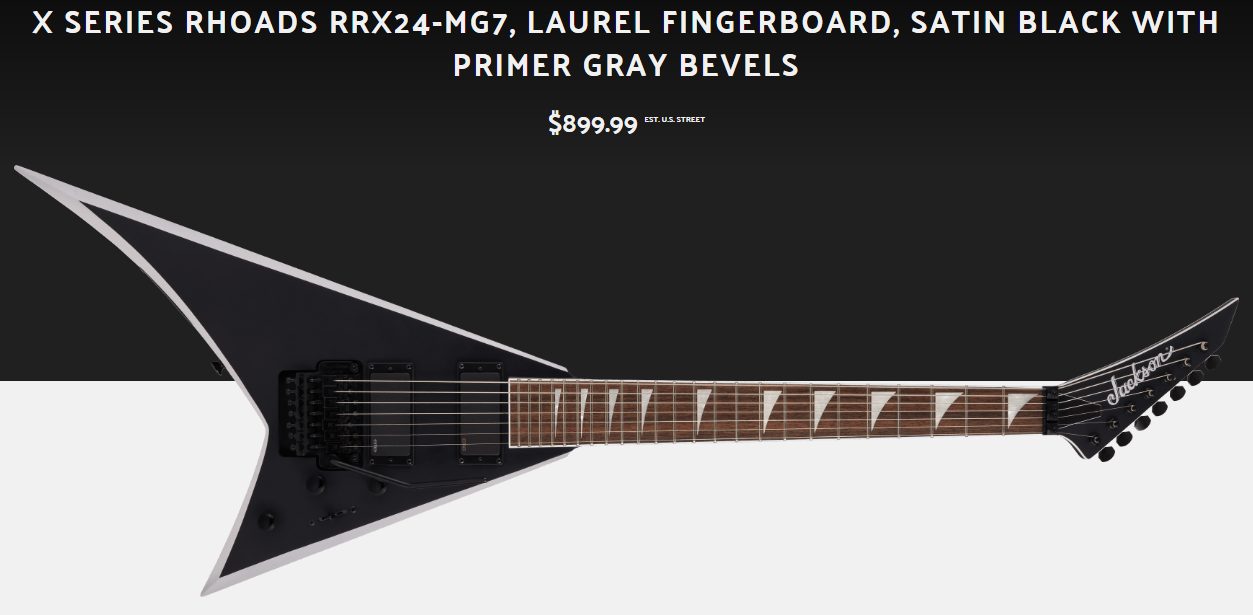 X SERIES RHOADS RRX24-MG7, LAUREL FINGERBOARD, SATIN BLACK WITH
PRIMER GRAY BEVELS
$899.99 EST. U.S. STREET
Jackson